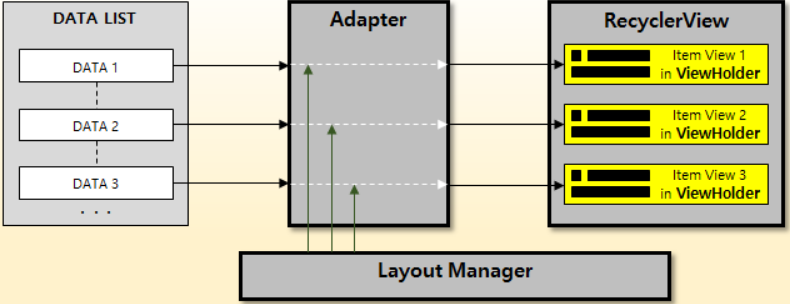 DATA LIST
DATA 1
DATA 2
DATA 3
. . .
Adapter
RecyclerView
Item View 1
in ViewHolder
Item View 2
in ViewHolder
Item View 3
in ViewHolder
Layout Manager